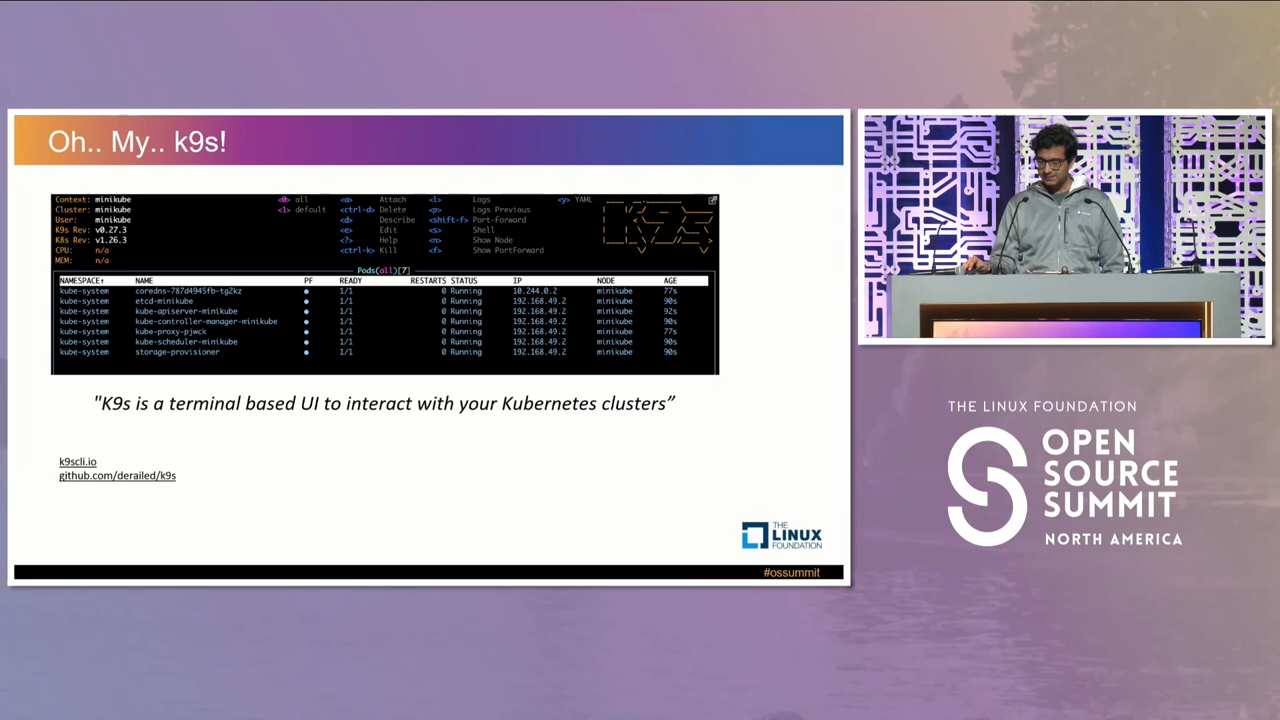 Oh.. My.. k9s!
Context: minikube <0> all <a> Attach <l> Logs <y> YAML
Cluster: minikube <1> default <ctrl-d> Delete <p> Logs Previous
User: minikube <d> Describe <shift-f> Port-Forward
K9s Rev: v0.27.3 <e> Edit <s> Shell
K8s Rev: v1.26.3 <?> Help <n> Show Node
CPU: n/a <ctrl-k> Kill <f> Show PortForward
MEM: n/a
Pods(all)[7]
NAMESPACE↑ NAME PF READY RESTARTS STATUS IP NODE AGE
kube-system coredns-787d4945fb-tg2kz ● 1/1 0 Running 10.244.0.2 minikube 77s
kube-system etcd-minikube ● 1/1 0 Running 192.168.49.2 minikube 90s
kube-system kube-apiserver-minikube ● 1/1 0 Running 192.168.49.2 minikube 92s
kube-system kube-controller-manager-minikube ● 1/1 0 Running 192.168.49.2 minikube 90s
kube-system kube-proxy-pjwck ● 1/1 0 Running 192.168.49.2 minikube 77s
kube-system kube-scheduler-minikube ● 1/1 0 Running 192.168.49.2 minikube 90s
kube-system storage-provisioner ● 1/1 0 Running 192.168.49.2 minikube 90s
"K9s is a terminal based UI to interact with your Kubernetes clusters”
k9scli.io
github.com/derailed/k9s
THE
LINUX
FOUNDATION
#ossummit
THE LINUX FOUNDATION
OPEN
SOURCE
SUMMIT
NORTH AMERICA